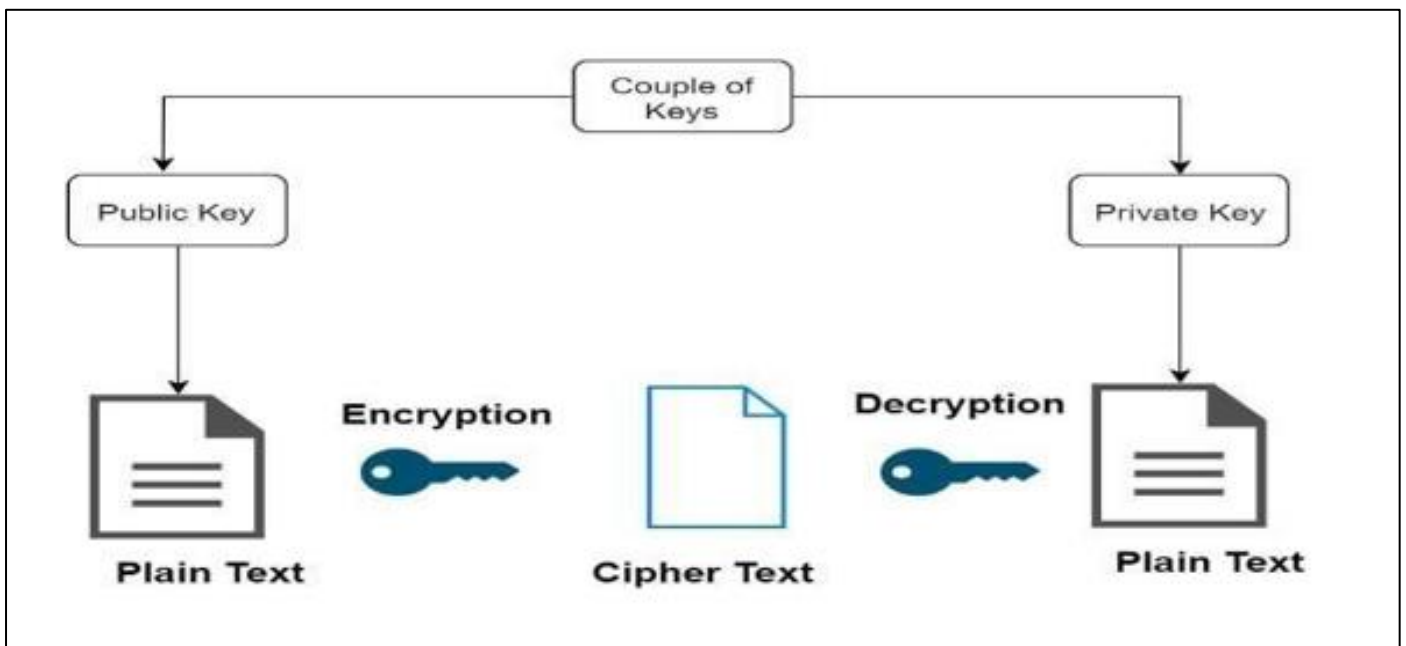 Couple of
Keys
Public Key
Private Key
Encryption
Decryption
Plain Text
Cipher Text
Plain Text